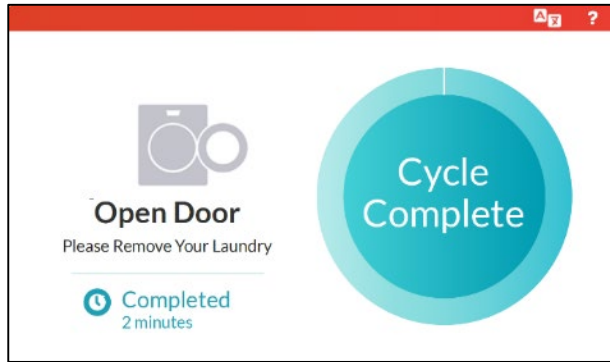 ?
Open Door
Please Remove Your Laundry
Completed
2 minutes
Cycle
Complete